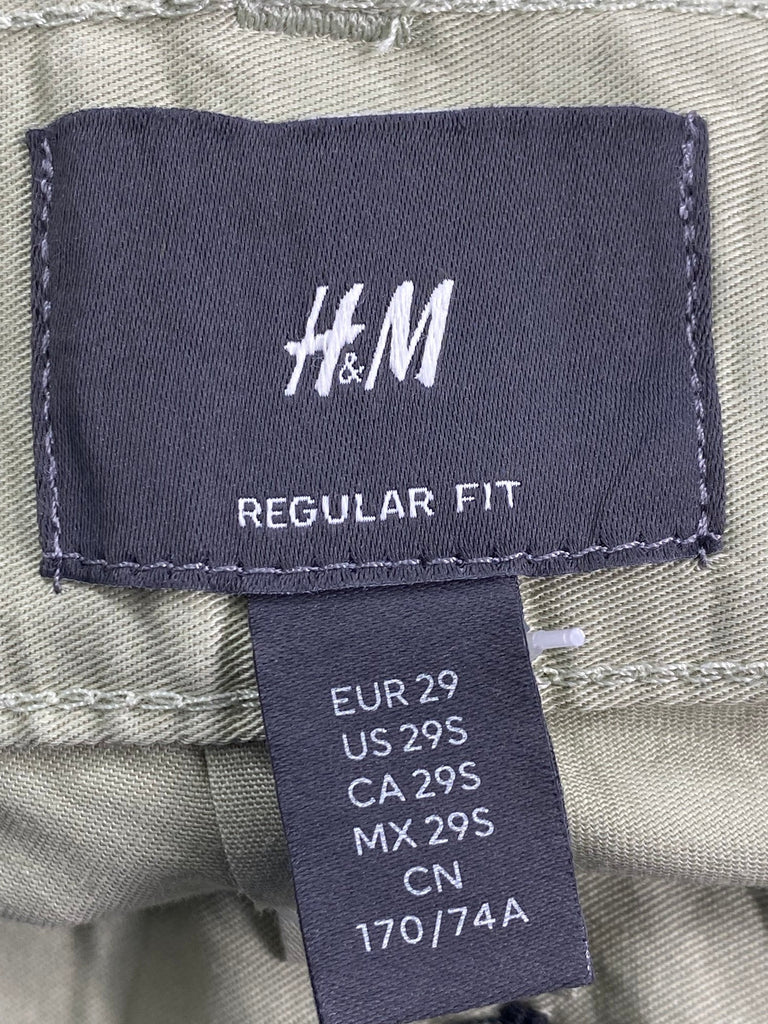 H&M
REGULAR FIT
EUR 29
US 29S
CA 29S
MX 29S
CN
170/74A